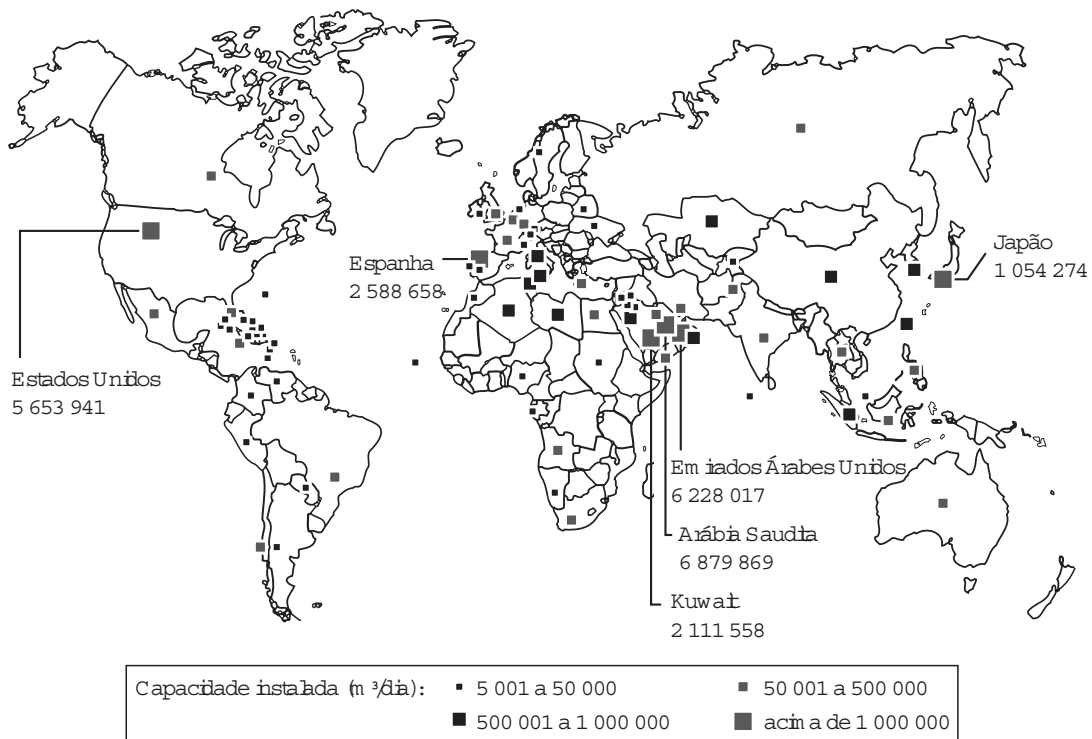 Japão
1 054 274
Espanha
2 588 658
Estados Unidos
5 653 941
Emirados Árabes Unidos
6 228 017
Arábia Saudita
6 879 869
Kuwait
2 111 558
Capacidade instalada (m³/dia):
5 001 a 50 000
50 001 a 500 000
500 001 a 1 000 000
acima de 1 000 000